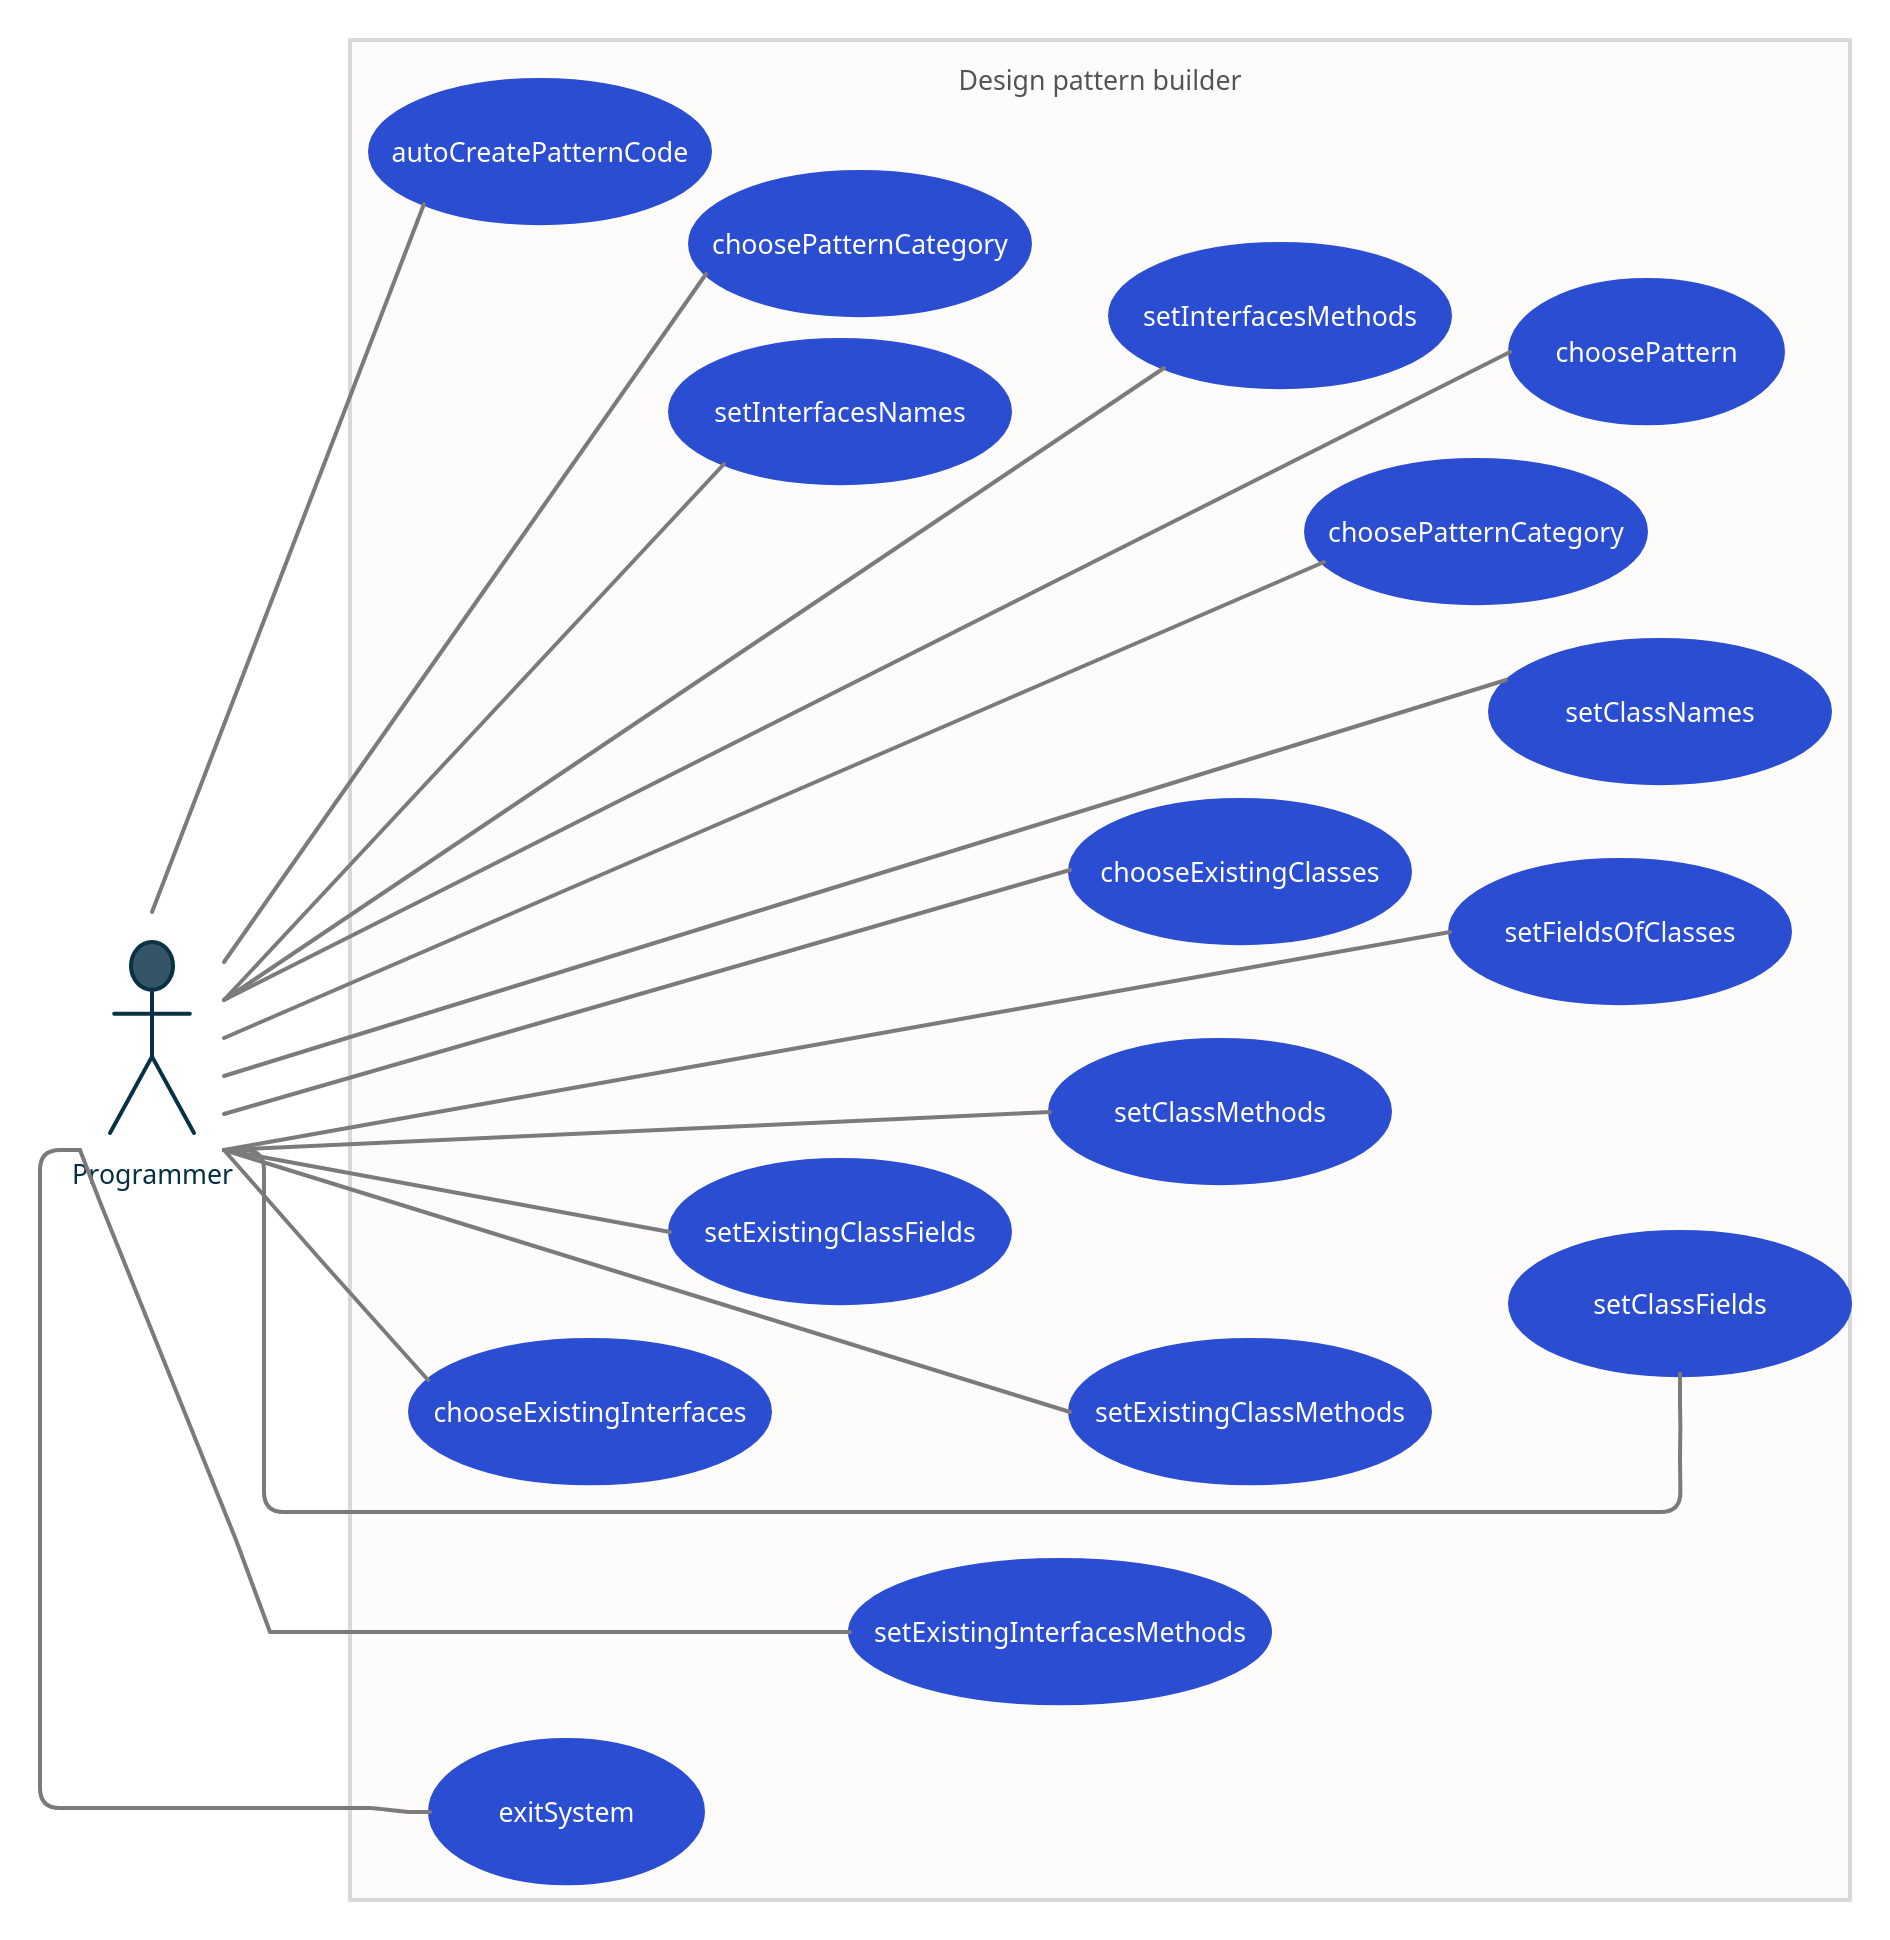 Design pattern builder
autoCreatePatternCode
choosePatternCategory
setInterfacesMethods
choosePattern
setInterfacesNames
choosePatternCategory
setClassNames
chooseExistingClasses
setFieldsOfClasses
setClassMethods
Programmer
setExistingClassFields
setClassFields
chooseExistingInterfaces
setExistingClassMethods
setExistingInterfacesMethods
exitSystem